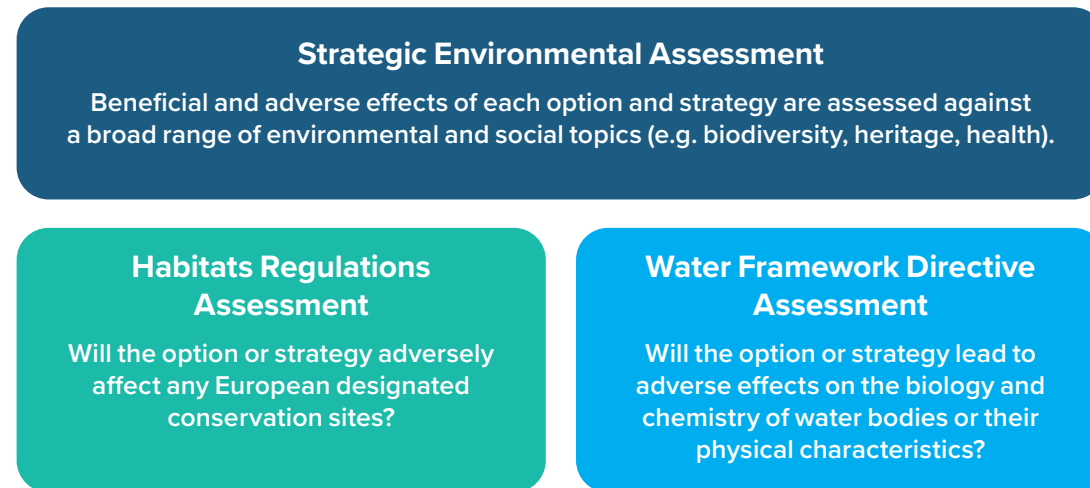 Strategic Environmental Assessment
Beneficial and adverse effects of each option and strategy are assessed against
a broad range of environmental and social topics (e.g. biodiversity, heritage, health).
Habitats Regulations
Assessment
Will the option or strategy adversely
affect any European designated
conservation sites?
Water Framework Directive
Assessment
Will the option or strategy lead to
adverse effects on the biology and
chemistry of water bodies or their
physical characteristics?